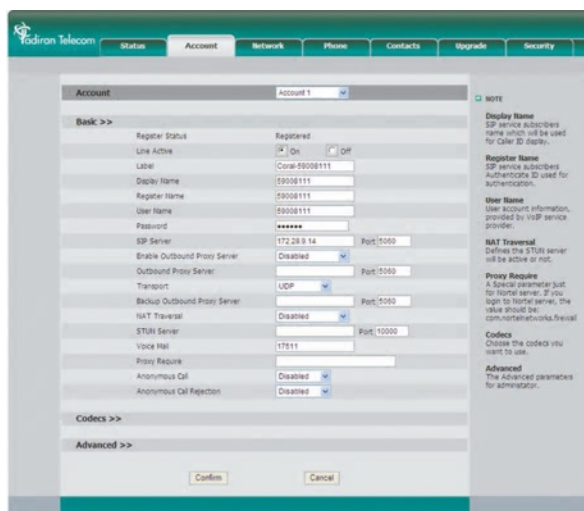 Tadiran Telecom
Status Account Network Phone Contacts Upgrade Security
Account Account 1
Basic >>
Register Status Registered
Line Active On Off
Label Coral-59008111
Display Name 59008111
Register Name 59008111
User Name 59008111
Password ••••••
SIP Server 172.28.9.14 Port 5060
Enable Outbound Proxy Server Disabled
Outbound Proxy Server Port 5060
Transport UDP
Backup Outbound Proxy Server Port 5060
NAT Traversal Disabled
STUN Server Port 10000
Voice Mail 17511
Proxy Require
Anonymous Call Disabled
Anonymous Call Rejection Disabled
Codecs >>
Advanced >>
Confirm Cancel
NOTE
Display Name
SIP service subscribers
name which will be used
for Caller ID display.
Register Name
SIP service subscribers
Authenticate ID used for
authentication.
User Name
User account information,
provided by VoIP service
provider.
NAT Traversal
Defines the STUN server
will be active or not.
Proxy Require
A Special parameter just
for Nortel server. If you
login to Nortel server, the
value should be:
com.nortelnetworks.firewall
Codecs
Choose the codecs you
want to use.
Advanced
The Advanced parameters
for administator.